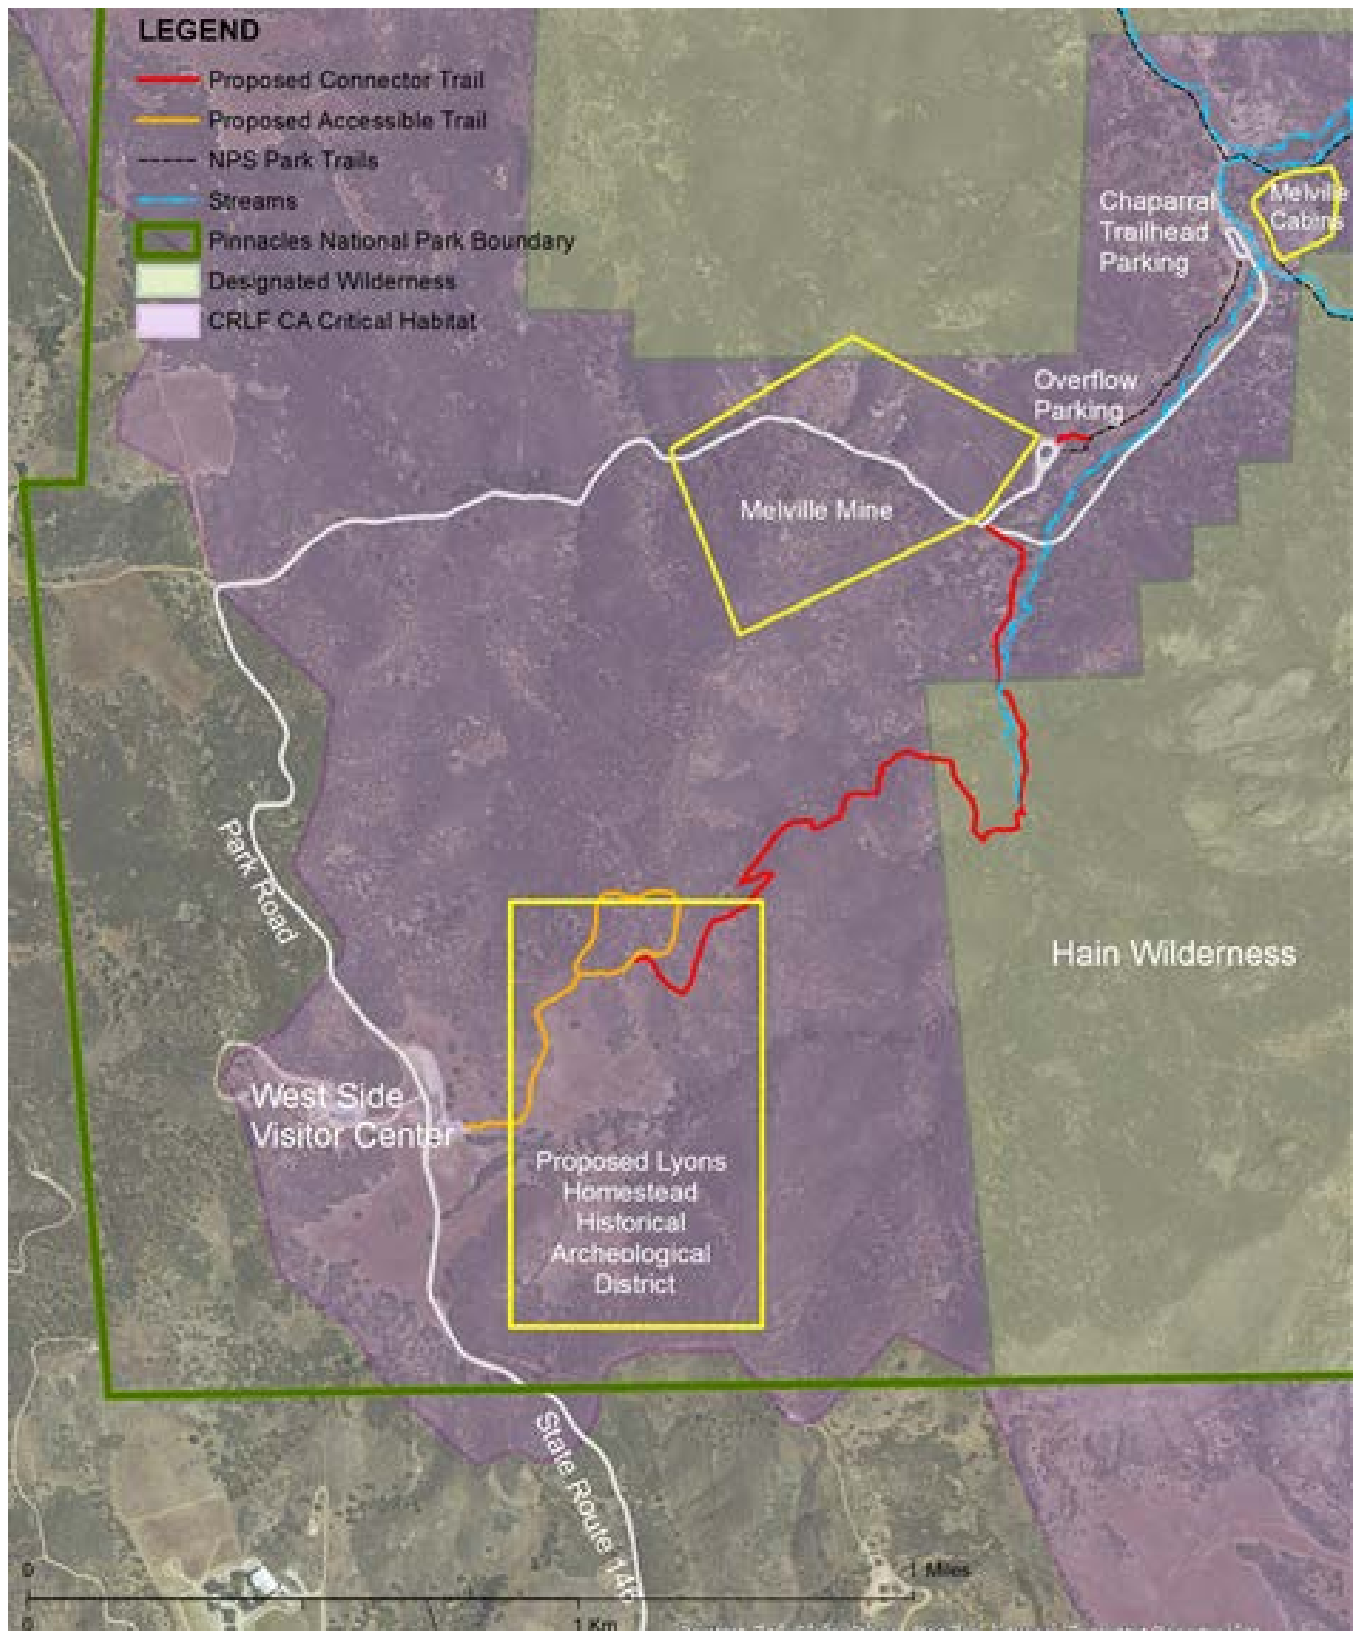 LEGEND
Proposed Connector Trail
Proposed Accessible Trail
NPS Park Trails
Streams
Pinnacles National Park Boundary
Designated Wilderness
CRLF CA Critical Habitat
Chaparral
Trailhead
Parking
Melville
Cabins
Overflow
Parking
Melville Mine
Park Road
Hain Wilderness
West Side
Visitor Center
Proposed Lyons
Homestead
Historical
Archeological
District
State Route 146
0
1 Miles
0
1 Km